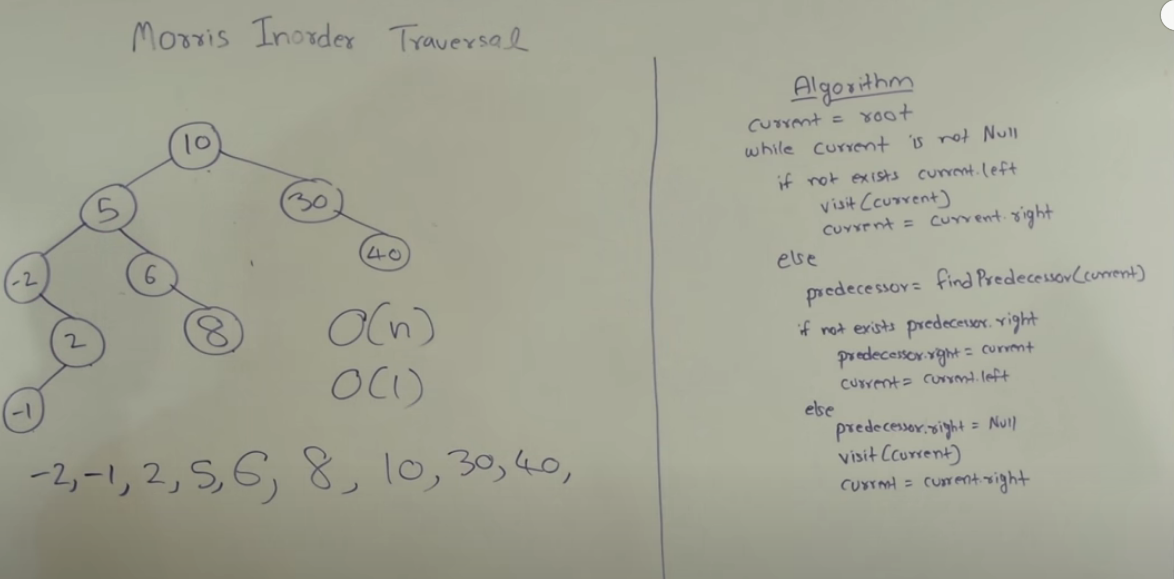 Morris Inorder Traversal
10
5
30
-2
6
40
2
8
-1
O(n)
O(1)
-2, -1, 2, 5, 6, 8, 10, 30, 40,
Algorithm
current = root
while current is not Null
if not exists current.left
visit(current)
current = current.right
else
predecessor = findPredecessor(current)
if not exists predecessor.right
predecessor.right = current
current = current.left
else
predecessor.right = Null
visit(current)
current = current.right